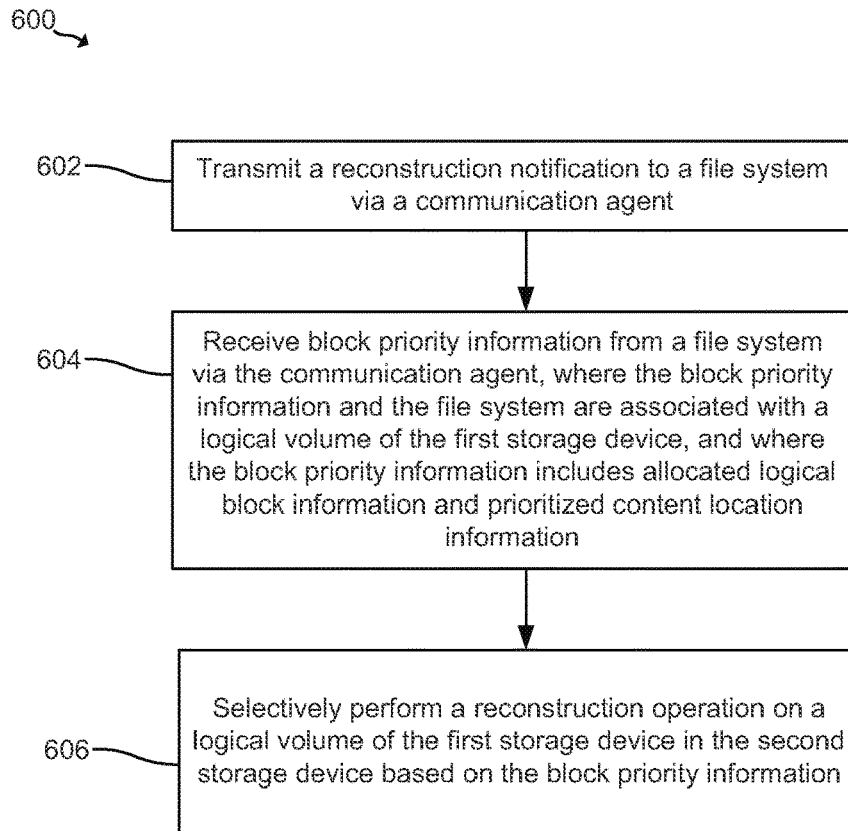 600
602
Transmit a reconstruction notification to a file system
via a communication agent
604
Receive block priority information from a file system
via the communication agent, where the block priority
information and the file system are associated with a
logical volume of the first storage device, and where
the block priority information includes allocated logical
block information and prioritized content location
information
606
Selectively perform a reconstruction operation on a
logical volume of the first storage device in the second
storage device based on the block priority information